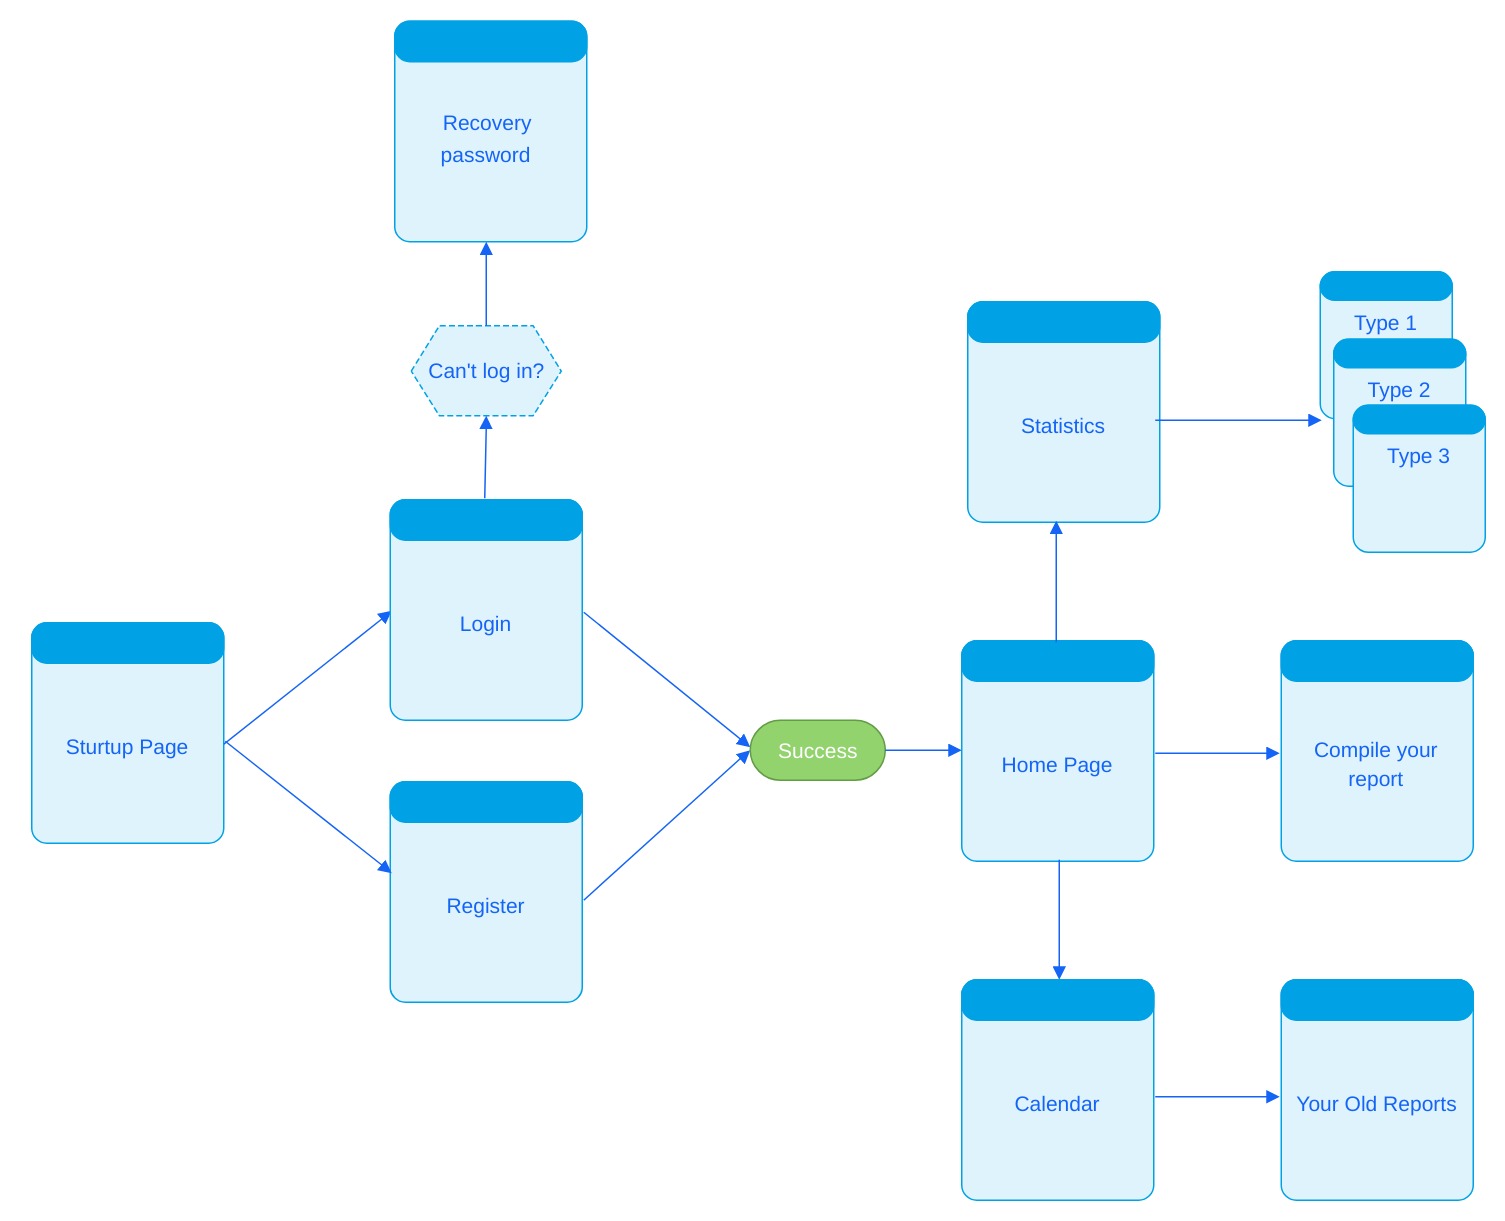 Recovery
password
Can't log in?
Type 1
Type 2
Type 3
Statistics
Login
Sturtup Page
Success
Home Page
Compile your
report
Register
Calendar
Your Old Reports